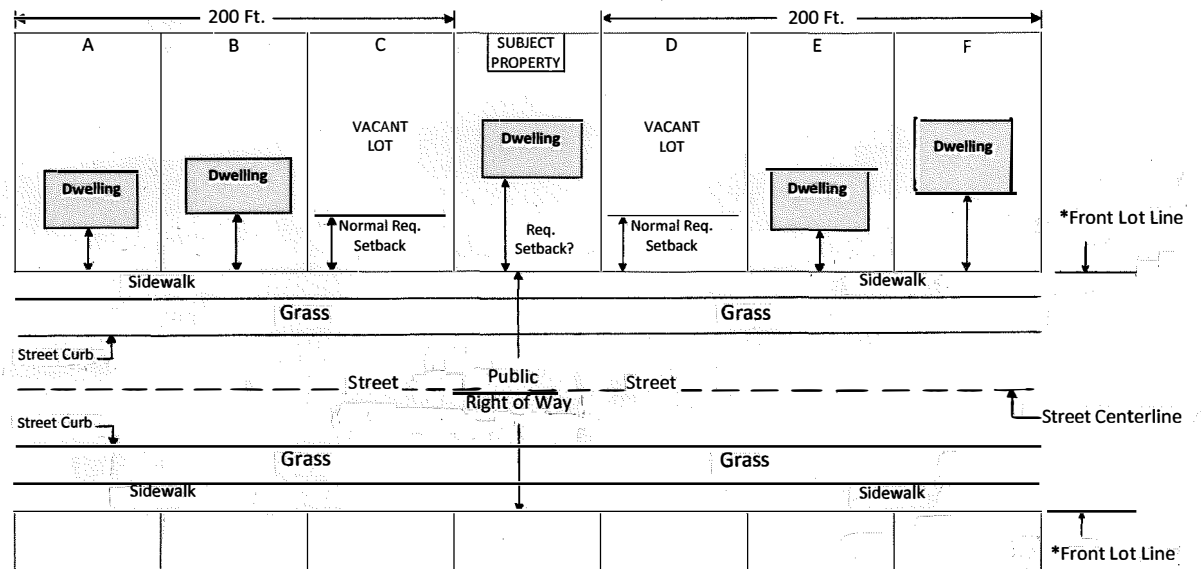 200 Ft.
200 Ft.
A
B
C
SUBJECT
PROPERTY
D
E
F
VACANT
LOT
Dwelling
VACANT
LOT
Dwelling
Dwelling
Dwelling
Dwelling
Normal Req.
Setback
Req.
Setback?
Normal Req.
Setback
*Front Lot Line
Sidewalk
Sidewalk
Grass
Grass
Street Curb
Street
Public
Street
Right of Way
Street Centerline
Street Curb
Grass
Grass
Sidewalk
Sidewalk
*Front Lot Line